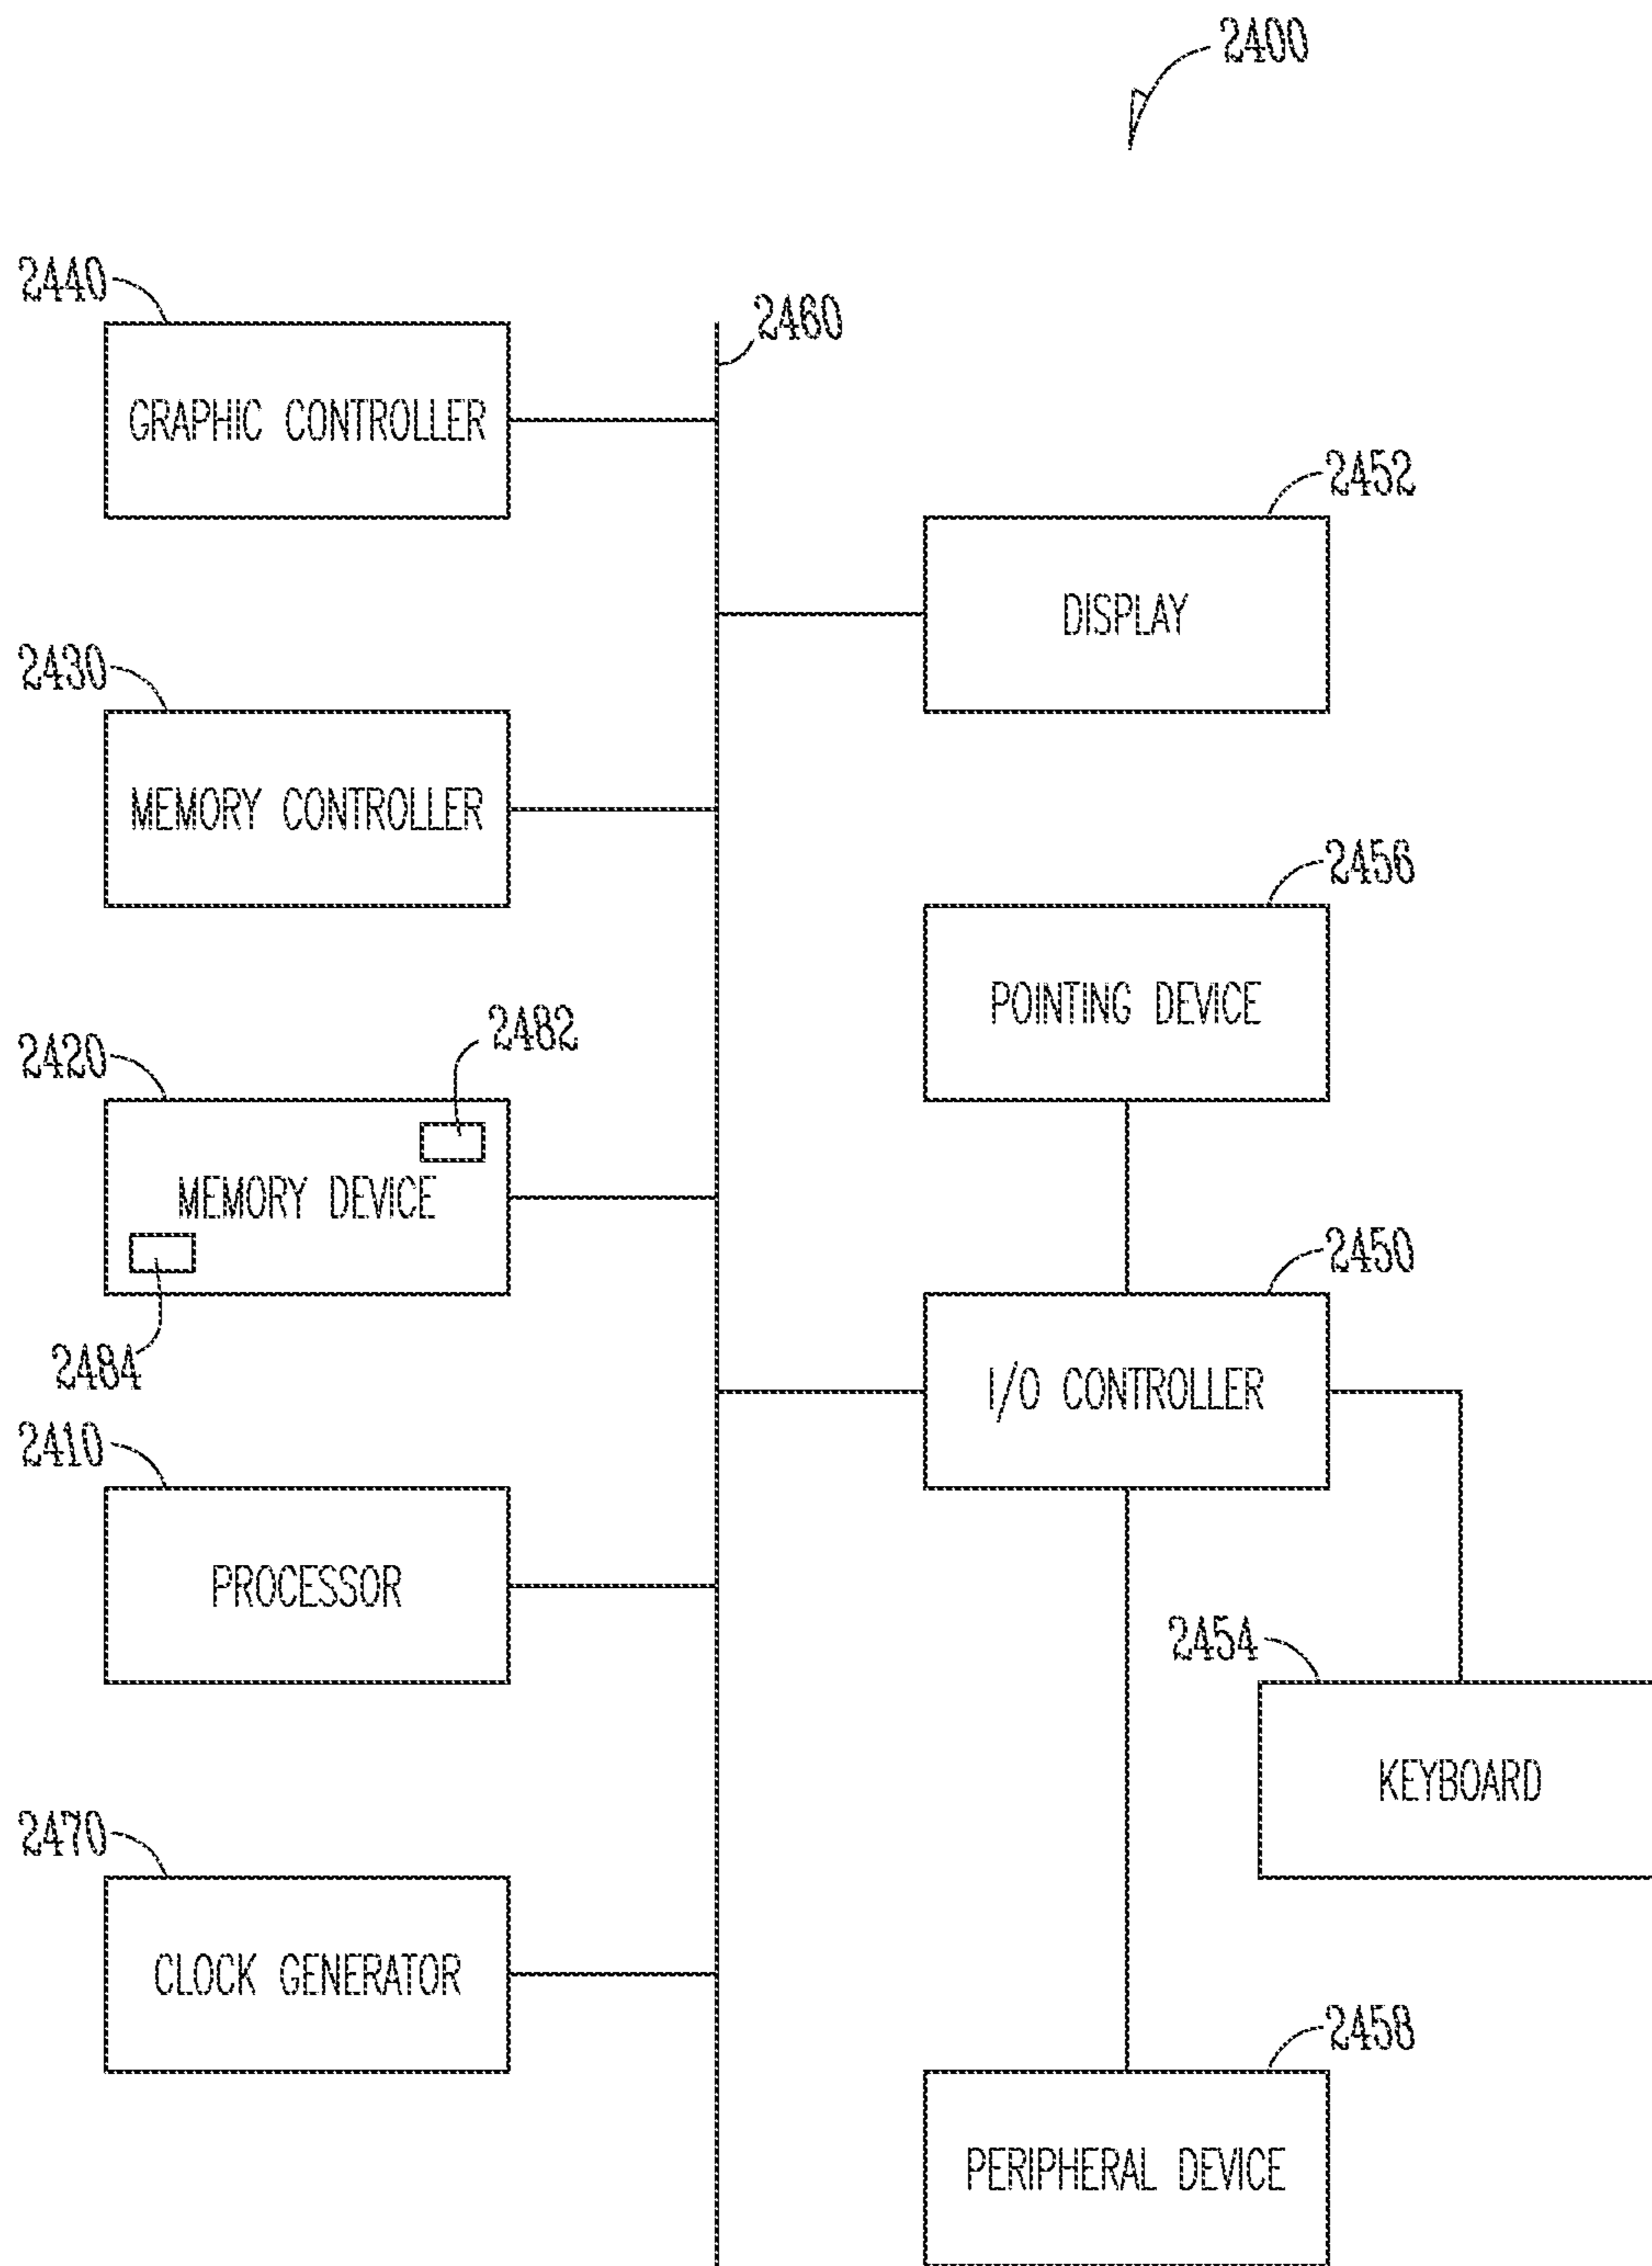 2400
2440
GRAPHIC CONTROLLER
2460
2452
DISPLAY
2430
MEMORY CONTROLLER
2456
POINTING DEVICE
2420
2482
MEMORY DEVICE
2484
2450
I/O CONTROLLER
2410
PROCESSOR
2454
KEYBOARD
2470
CLOCK GENERATOR
2458
PERIPHERAL DEVICE